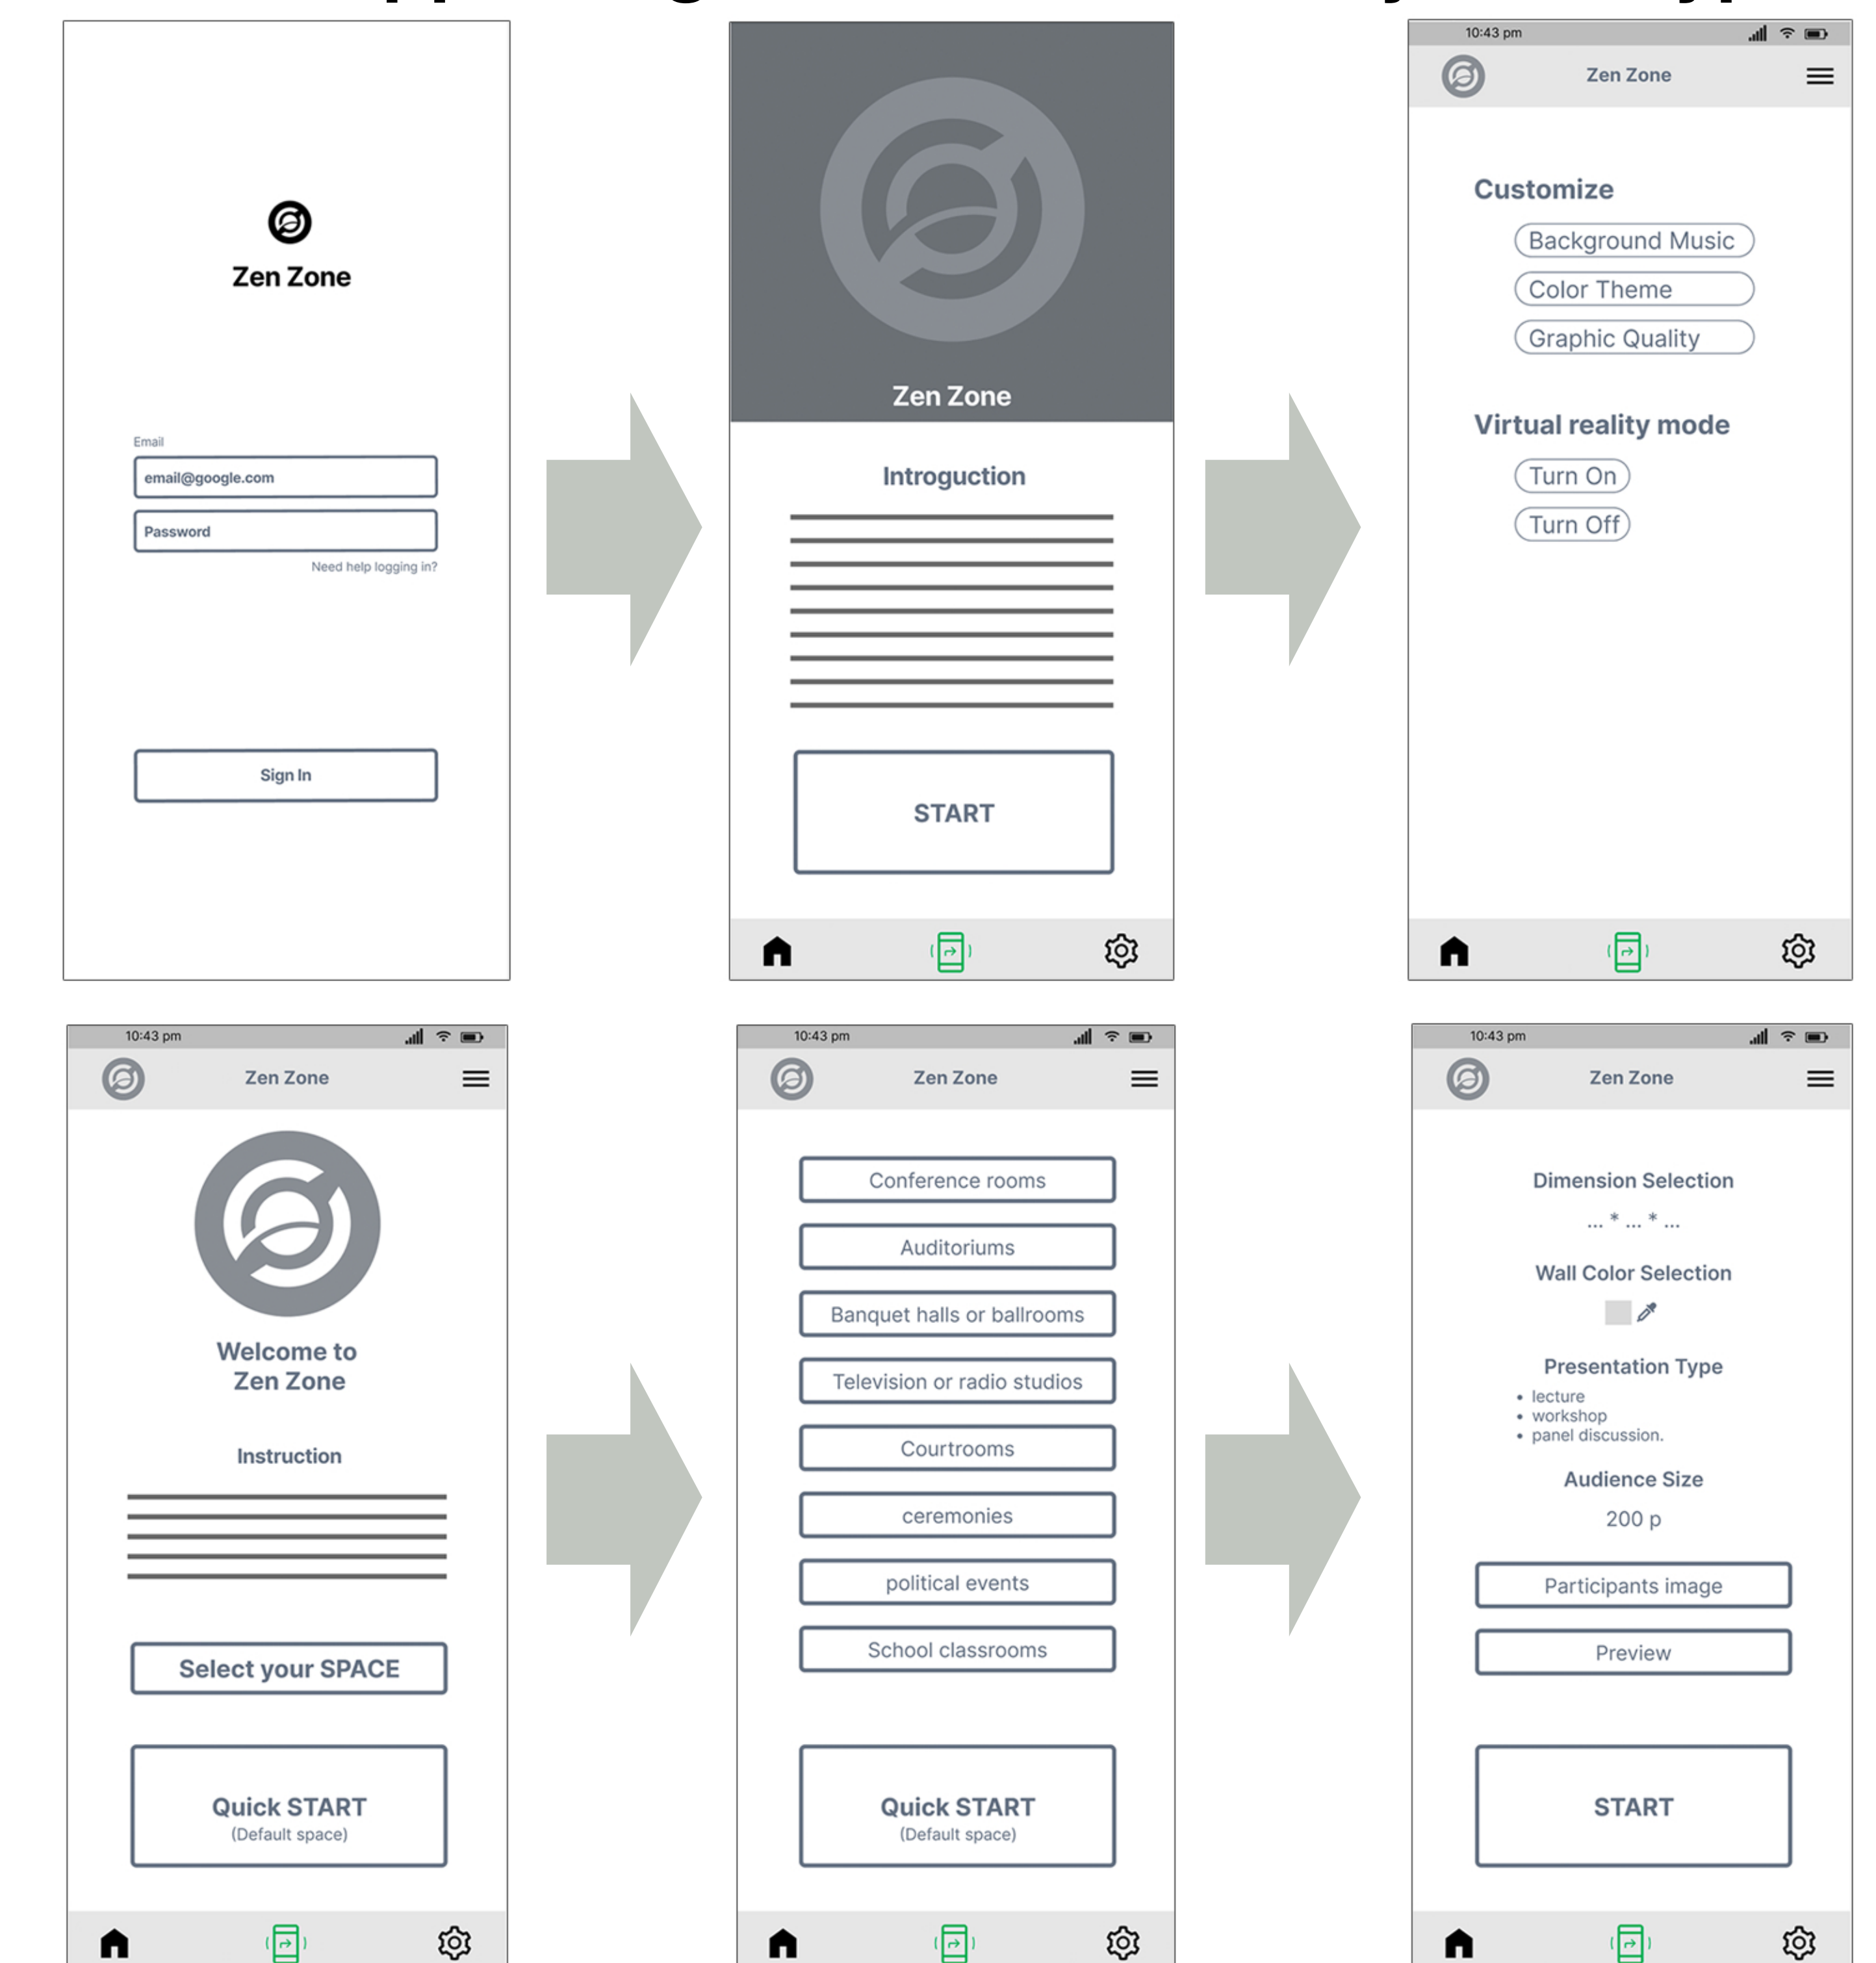 Zen Zone
Email
email@google.com
Password
Need help logging in?
Sign In
Zen Zone
Introguction
START
10:43 pm
Zen Zone
Customize
Background Music
Color Theme
Graphic Quality
Virtual reality mode
Turn On
Turn Off
10:43 pm
Zen Zone
Welcome to
Zen Zone
Instruction
Select your SPACE
Quick START
(Default space)
10:43 pm
Zen Zone
Conference rooms
Auditoriums
Banquet halls or ballrooms
Television or radio studios
Courtrooms
ceremonies
political events
School classrooms
Quick START
(Default space)
10:43 pm
Zen Zone
Dimension Selection
... * ... * ...
Wall Color Selection
Presentation Type
• lecture
• workshop
• panel discussion.
Audience Size
200 p
Participants image
Preview
START